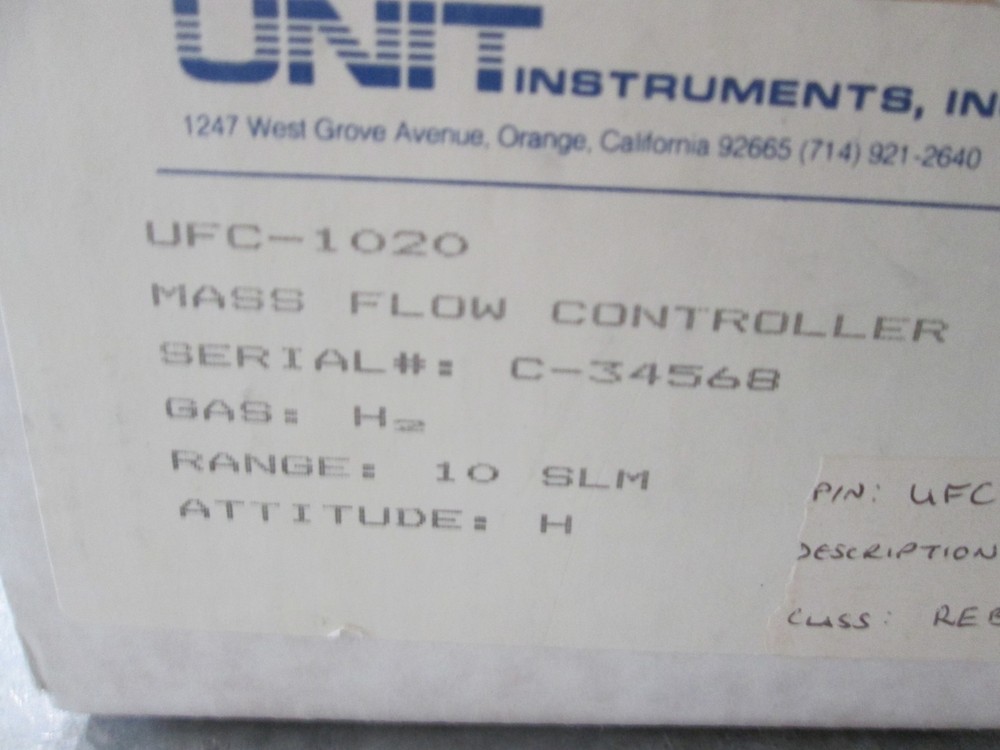 UNIT INSTRUMENTS, IN
1247 West Grove Avenue, Orange, California 92665 (714) 921-2640
UFC-1020
MASS FLOW CONTROLLER
SERIAL#: C-34568
GAS: H₂
RANGE: 10 SLM
ATTITUDE: H
P/N: UFC
DESCRIPTION
CLASS: REB